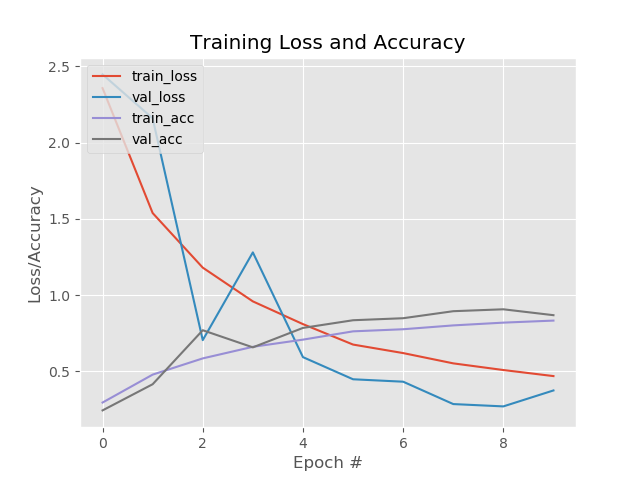 Training Loss and Accuracy
2.5
2.0
1.5
1.0
0.5
Loss/Accuracy
train_loss
val_loss
train_acc
val_acc
0 2 4 6 8
Epoch #